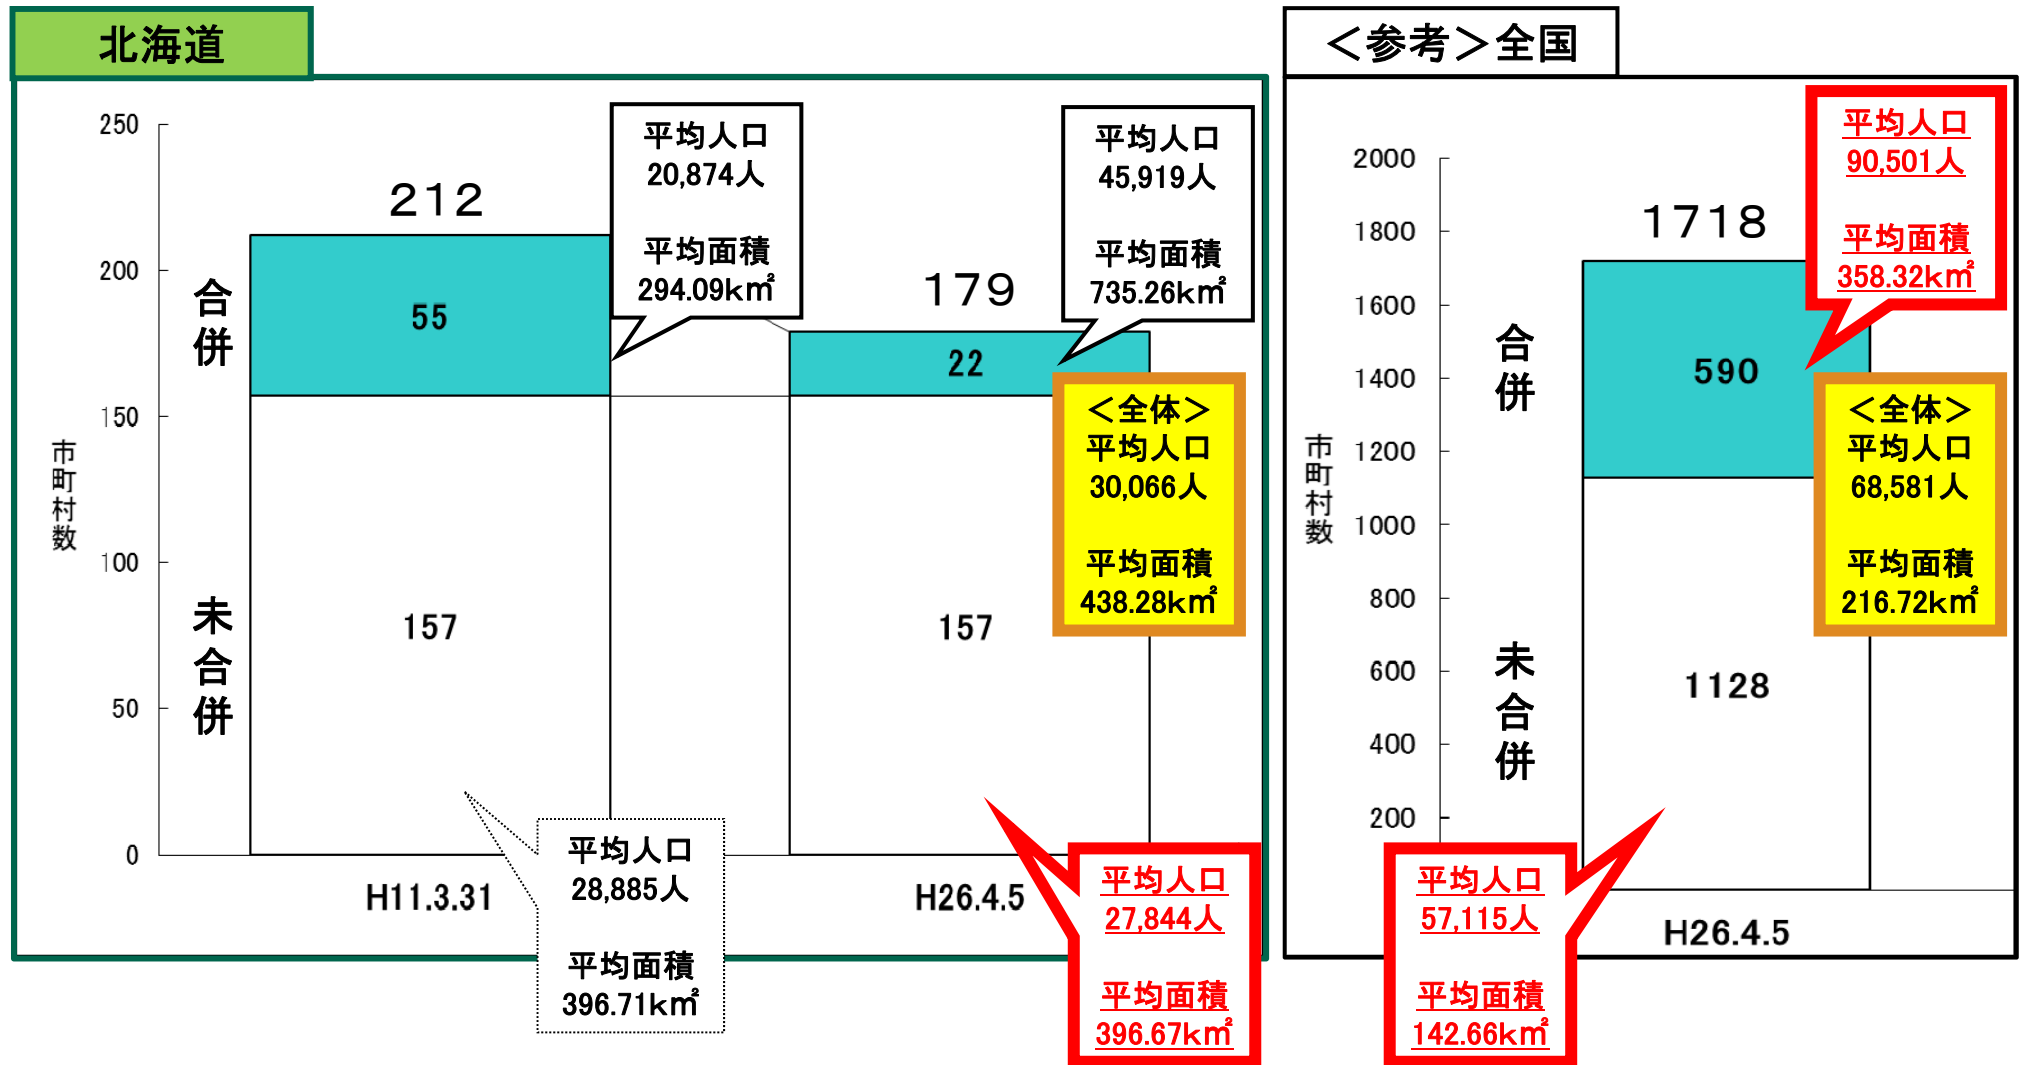 北海道
250
200
150
100
50
0
市町村数
合併
未合併
212
55
157
H11.3.31
平均人口
20,874人
平均面積
294.09k㎡
平均人口
28,885人
平均面積
396.71k㎡
179
22
157
H26.4.5
平均人口
45,919人
平均面積
735.26k㎡
＜全体＞
平均人口
30,066人
平均面積
438.28k㎡
平均人口
27,844人
平均面積
396.67k㎡
＜参考＞全国
2000
1800
1600
1400
1200
1000
800
600
400
200
市町村数
合併
未合併
1718
590
1128
H26.4.5
平均人口
90,501人
平均面積
358.32k㎡
＜全体＞
平均人口
68,581人
平均面積
216.72k㎡
平均人口
57,115人
平均面積
142.66k㎡